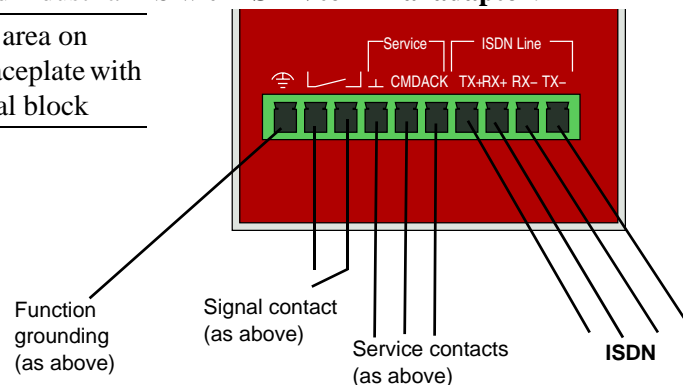 area on
aceplate with
al block
Service
ISDN Line
CMDACK TX+RX+ RX– TX–
Function
grounding
(as above)
Signal contact
(as above)
Service contacts
(as above)
ISDN